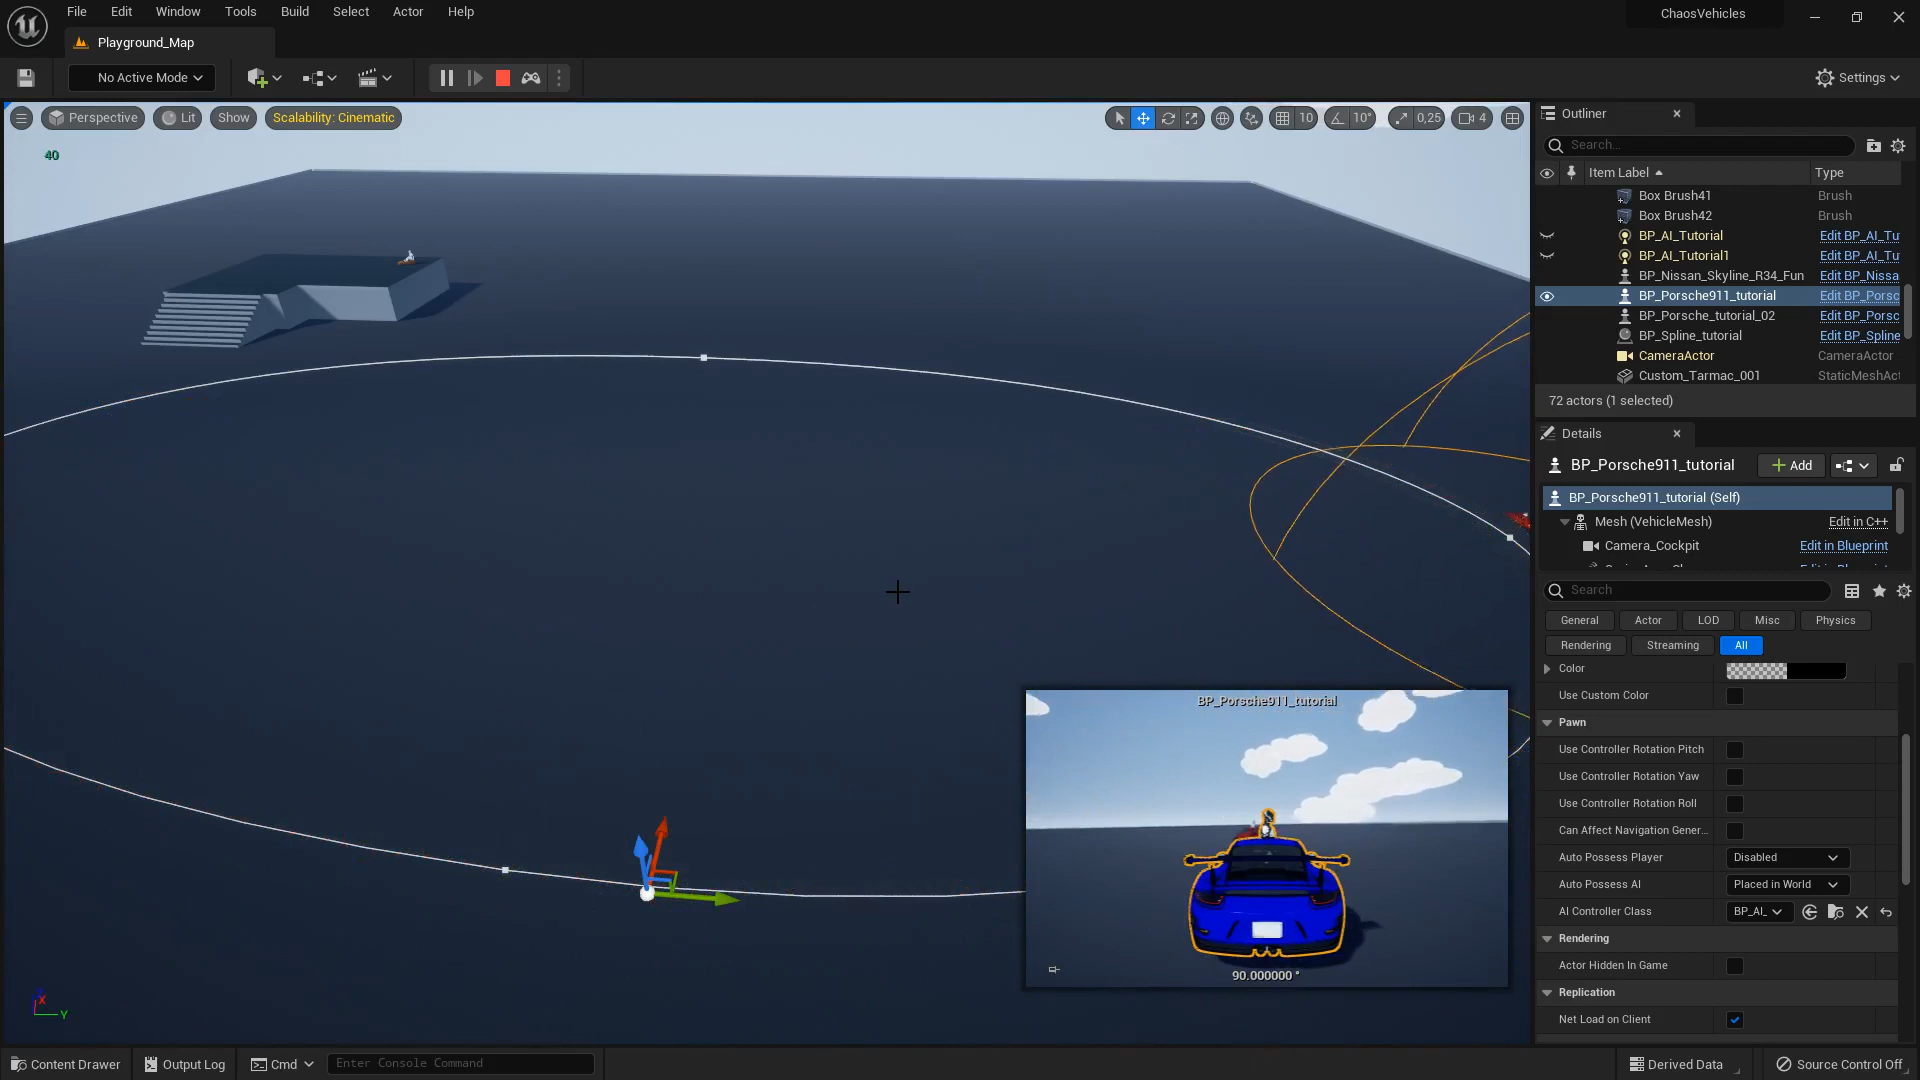 File Edit Window Tools Build Select Actor Help
ChaosVehicles
Playground_Map
No Active Mode
Settings
Perspective
Lit
Show
Scalability: Cinematic
10
10°
0,25
4
40
Outliner
Search...
Item Label
Type
Box Brush41 Brush
Box Brush42 Brush
BP_AI_Tutorial Edit BP_AI_Tu
BP_AI_Tutorial1 Edit BP_AI_Tu
BP_Nissan_Skyline_R34_Fun Edit BP_Nissa
BP_Porsche911_tutorial Edit BP_Porsc
BP_Porsche_tutorial_02 Edit BP_Porsc
BP_Spline_tutorial Edit BP_Spline
CameraActor CameraActor
Custom_Tarmac_001 StaticMeshAct
72 actors (1 selected)
Details
BP_Porsche911_tutorial
Add
BP_Porsche911_tutorial (Self)
Mesh (VehicleMesh) Edit in C++
Camera_Cockpit Edit in Blueprint
Search
General Actor LOD Misc Physics
Rendering Streaming All
Color
Use Custom Color
Pawn
Use Controller Rotation Pitch
Use Controller Rotation Yaw
Use Controller Rotation Roll
Can Affect Navigation Gener...
Auto Possess Player Disabled
Auto Possess AI Placed in World
AI Controller Class BP_AI_
Rendering
Actor Hidden In Game
Replication
Net Load on Client
BP_Porsche911_tutorial
90.000000 °
X
Y
Content Drawer
Output Log
Cmd
Enter Console Command
Derived Data
Source Control Off